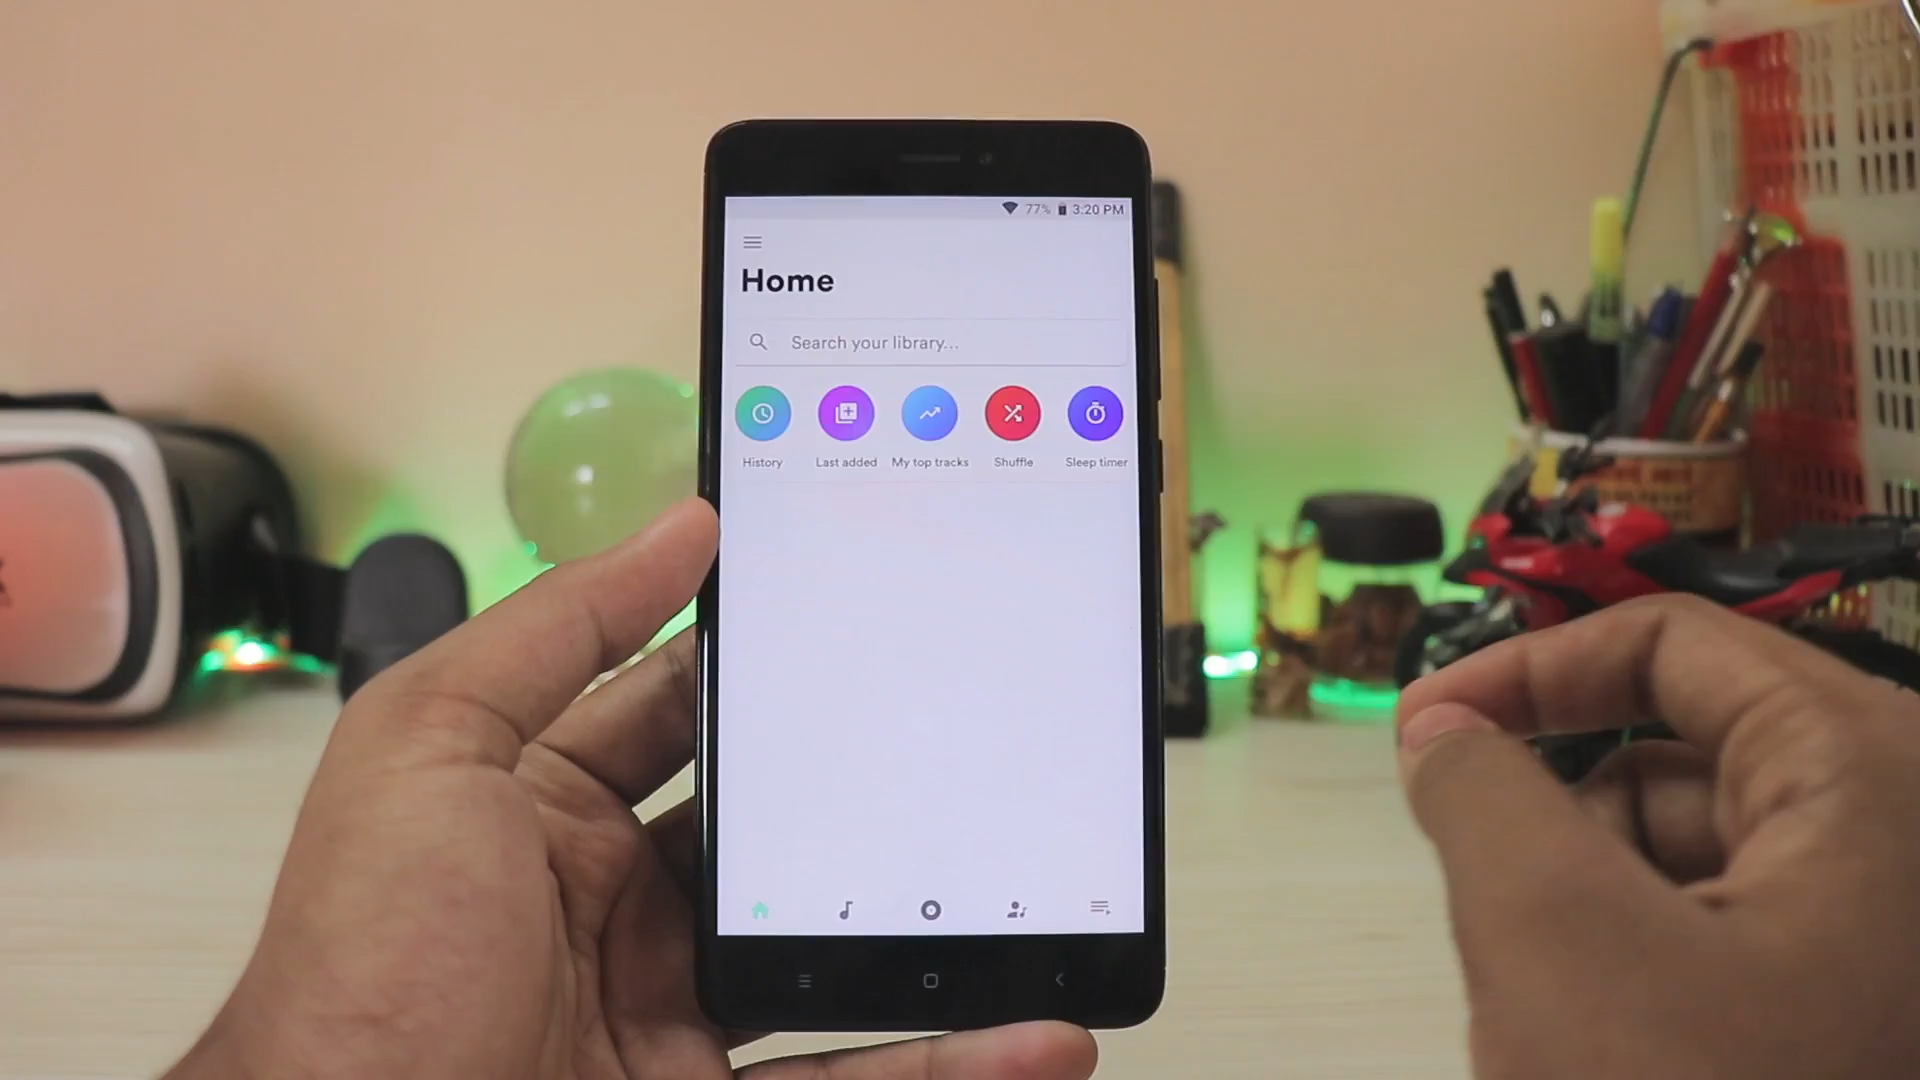 77% 3:20 PM
Home
Search your library...
History Last added My top tracks Shuffle Sleep timer